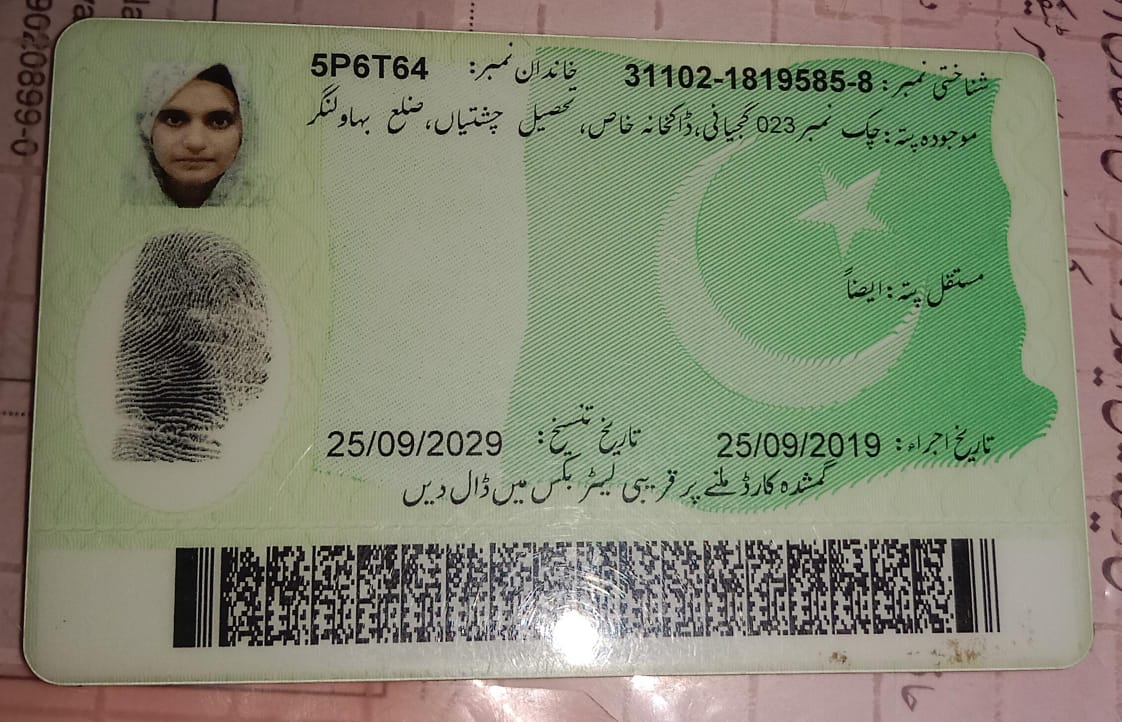 شناختی نمبر: 31102-1819585-8 خاندان نمبر: 5P6T64
موجودہ پتہ: چک نمبر 023 گجیانی، ڈاکخانہ خاص، تحصیل چشتیاں، ضلع بہاولنگر
مستقل پتہ: ایضاً
تاریخ اجراء: 25/09/2019 تاریخ تنسیخ: 25/09/2029
گمشدہ کارڈ ملنے پر قریبی لیٹر بکس میں ڈال دیں